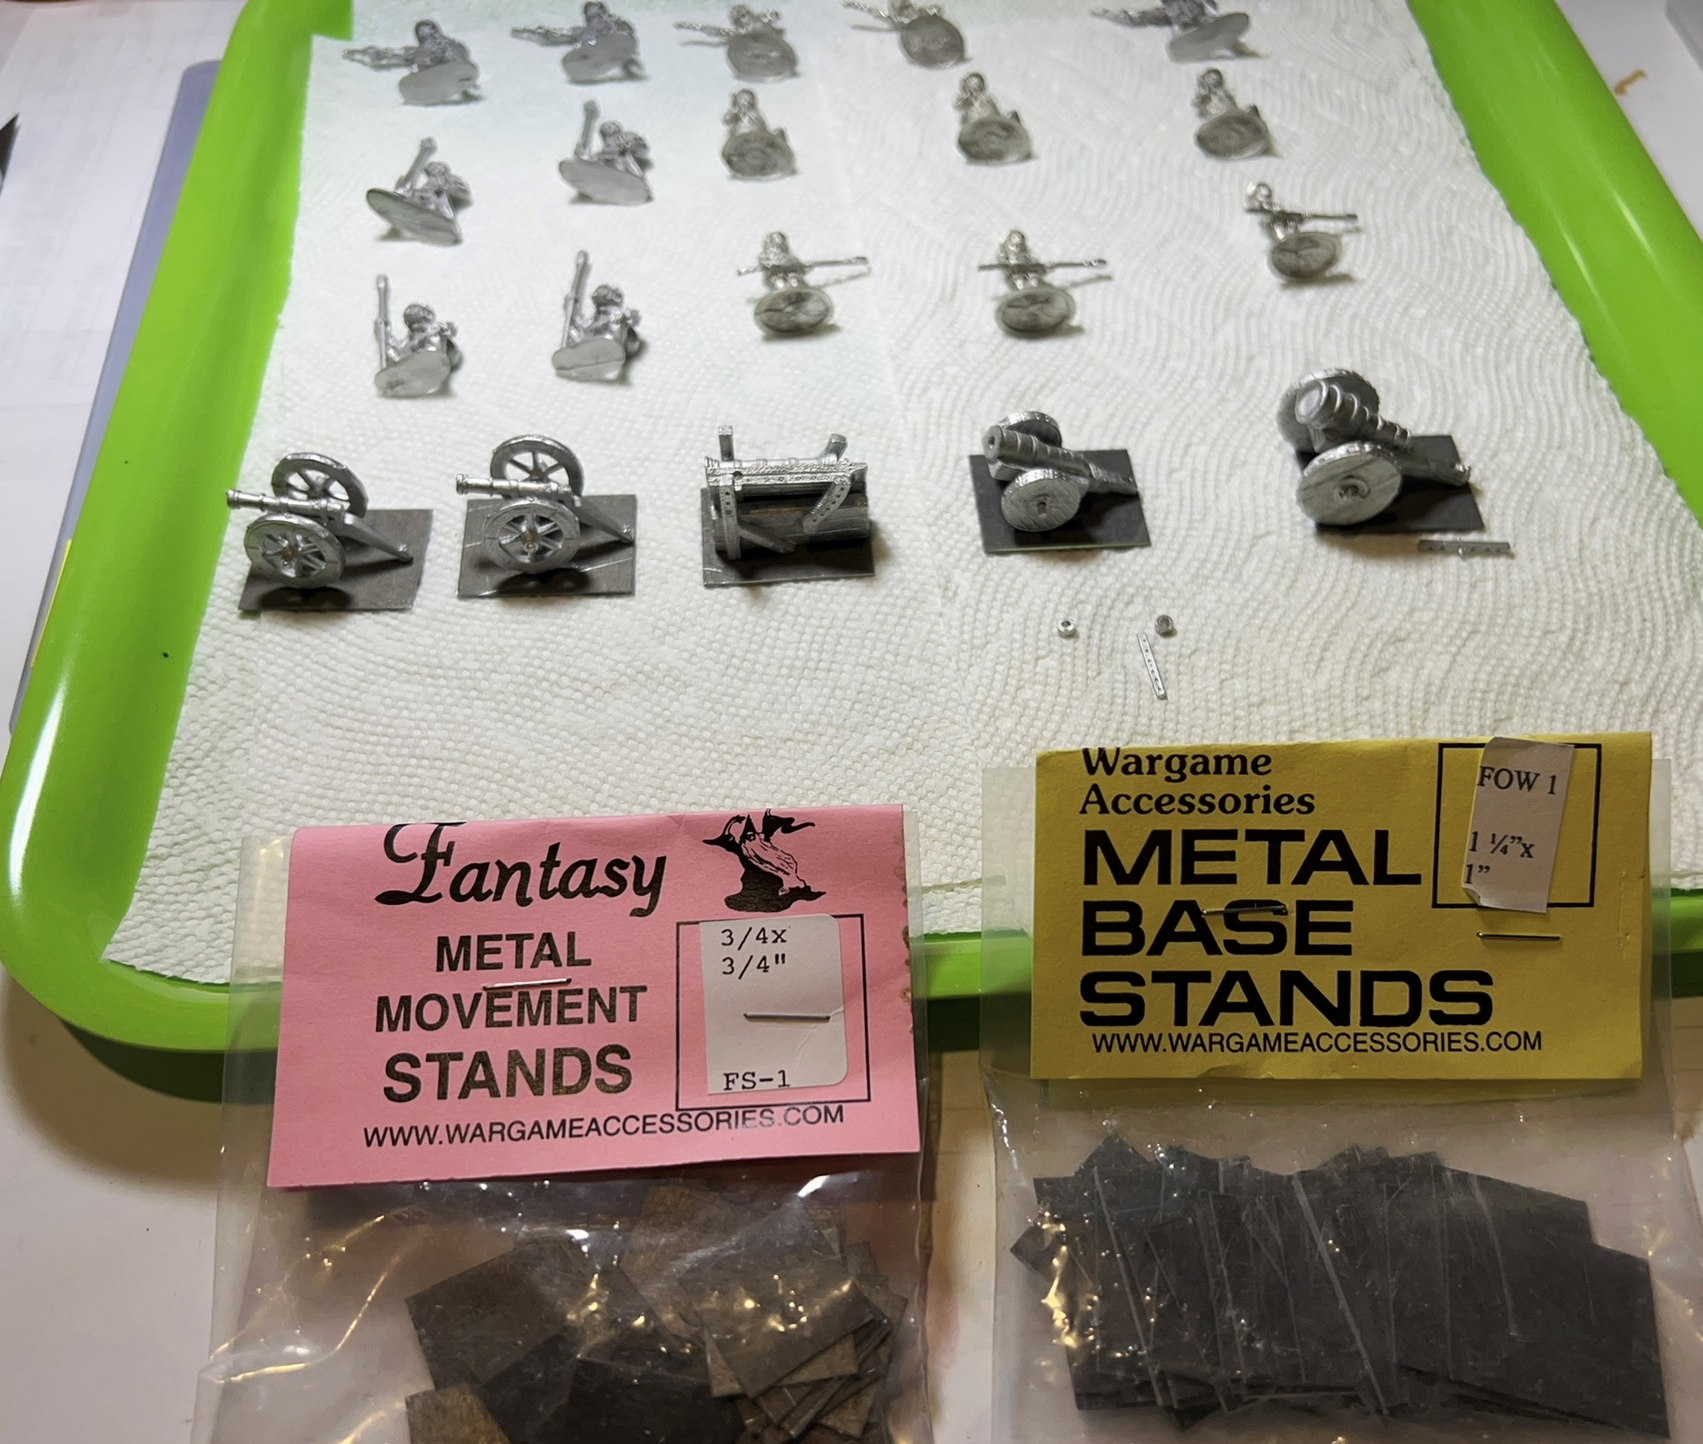 Fantasy
METAL
MOVEMENT
STANDS
WWW.WARGAMEACCESSORIES.COM
3/4x
3/4"
FS-1
Wargame
Accessories
METAL
BASE
STANDS
WWW.WARGAMEACCESSORIES.COM
FOW 1
1 ¼"x
1"